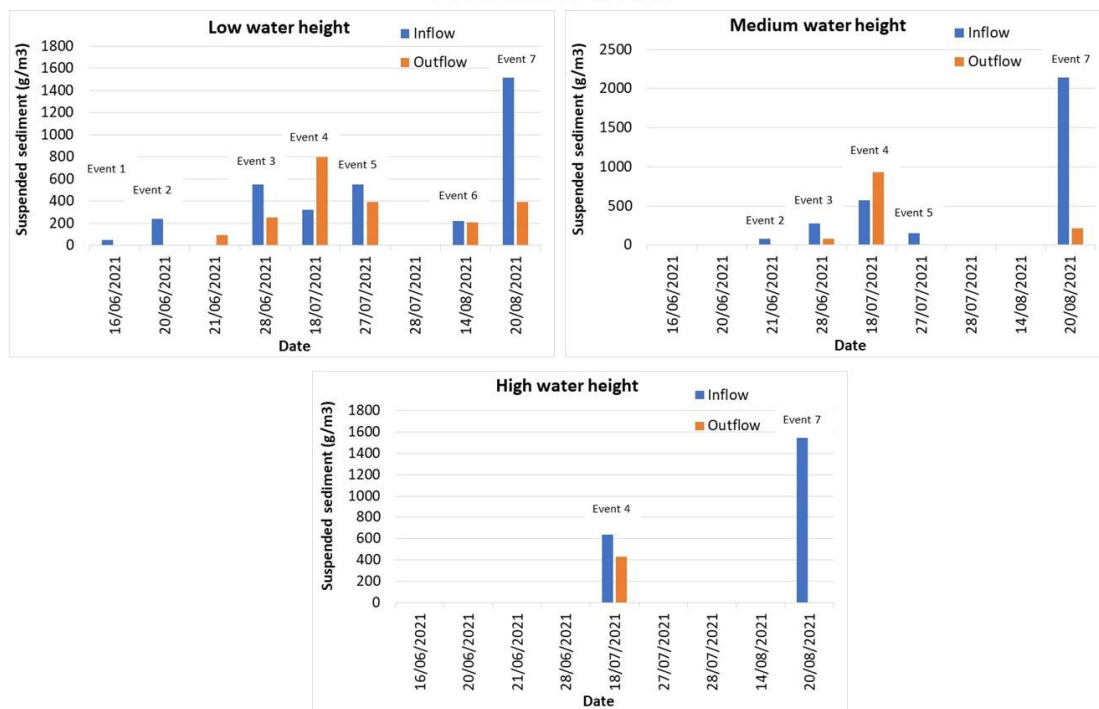 Low water height
Inflow
Outflow
Suspended sediment (g/m3)
1800
1600
1400
1200
1000
800
600
400
200
0
Event 1
Event 2
Event 3
Event 4
Event 5
Event 6
Event 7
16/06/2021
20/06/2021
21/06/2021
28/06/2021
18/07/2021
27/07/2021
28/07/2021
14/08/2021
20/08/2021
Date
Medium water height
Inflow
Outflow
Suspended sediment (g/m3)
2500
2000
1500
1000
500
0
Event 2
Event 3
Event 4
Event 5
Event 7
16/06/2021
20/06/2021
21/06/2021
28/06/2021
18/07/2021
27/07/2021
28/07/2021
14/08/2021
20/08/2021
Date
High water height
Inflow
Outflow
Suspended sediment (g/m3)
1800
1600
1400
1200
1000
800
600
400
200
0
Event 4
Event 7
16/06/2021
20/06/2021
21/06/2021
28/06/2021
18/07/2021
27/07/2021
28/07/2021
14/08/2021
20/08/2021
Date